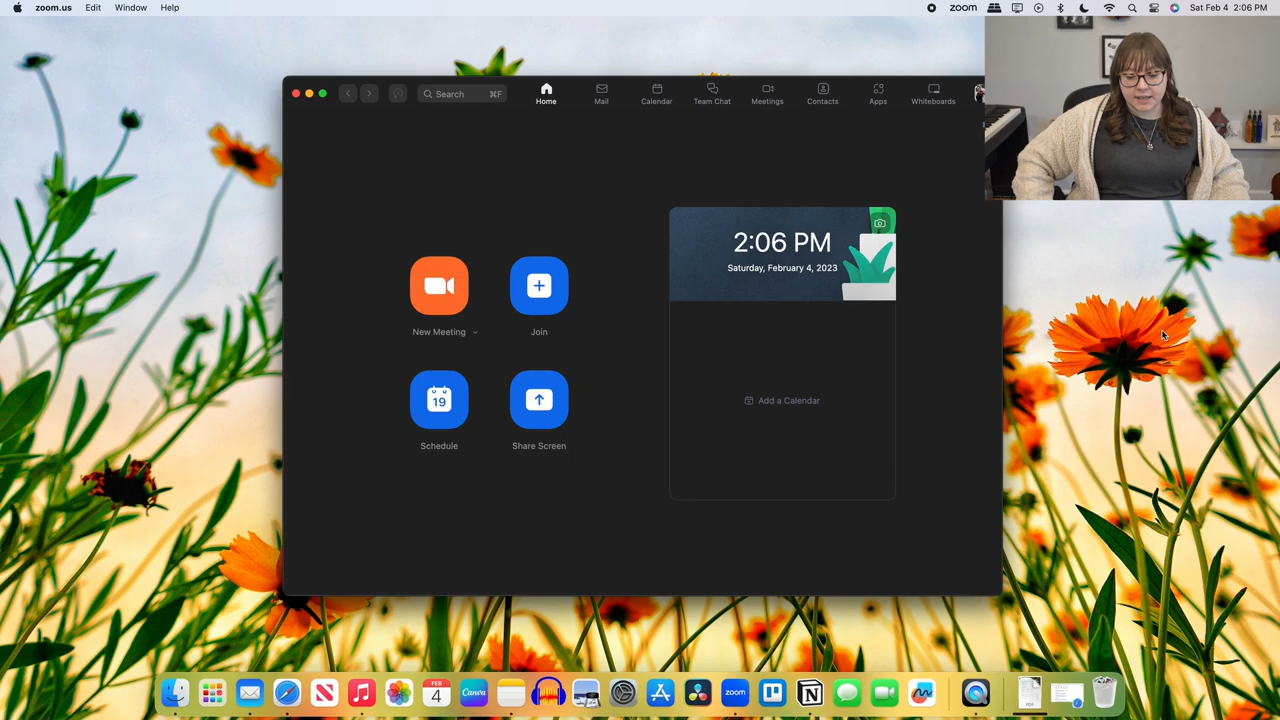 zoom.us Edit Window Help
zoom Sat Feb 4 2:06 PM
Search ⌘F
Home Mail Calendar Team Chat Meetings Contacts Apps Whiteboards
2:06 PM
Saturday, February 4, 2023
New Meeting
Join
19
Schedule
Share Screen
Add a Calendar
FEB
4
Canva
zoom
PDF